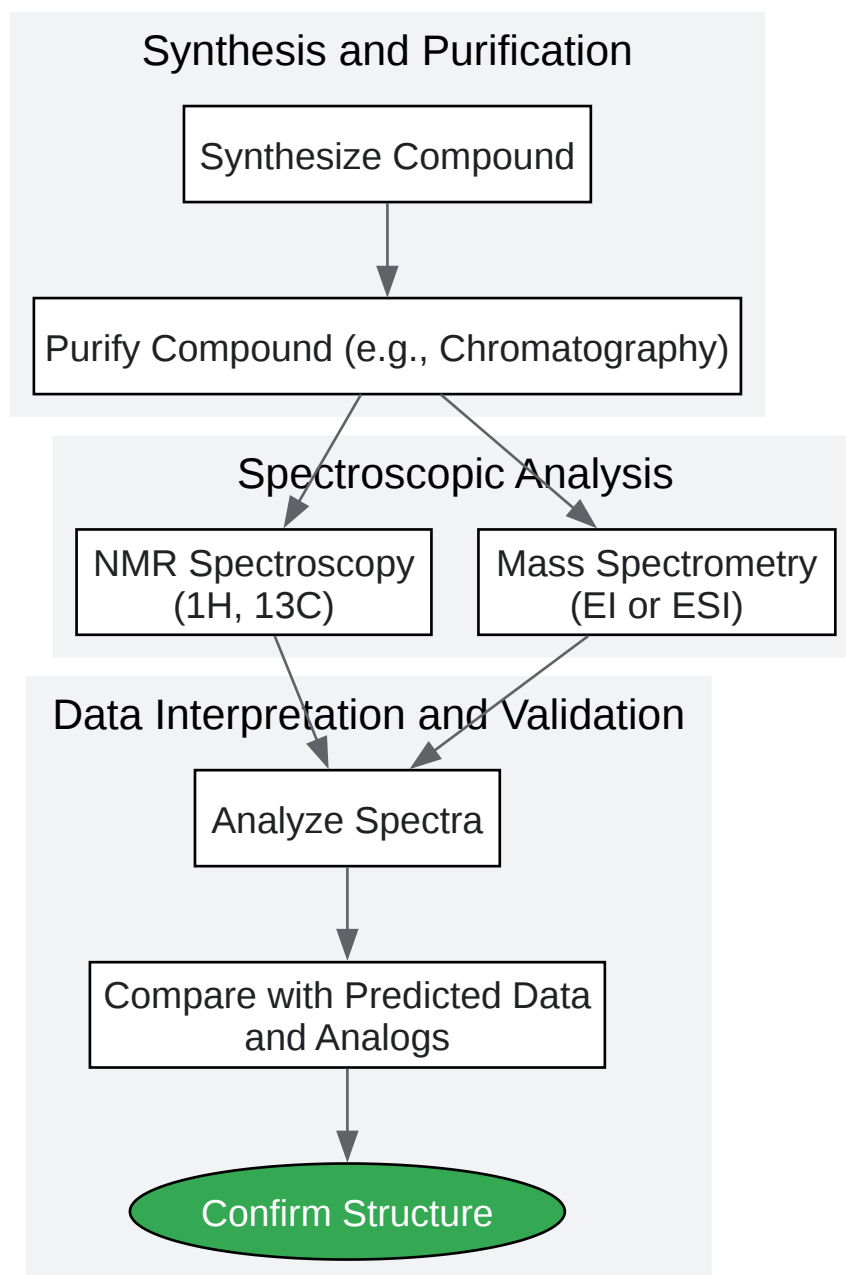 Synthesis and Purification
Synthesize Compound
Purify Compound (e.g., Chromatography)
Spectroscopic Analysis
NMR Spectroscopy
(1H, 13C)
Mass Spectrometry
(EI or ESI)
Data Interpretation and Validation
Analyze Spectra
Compare with Predicted Data
and Analogs
Confirm Structure